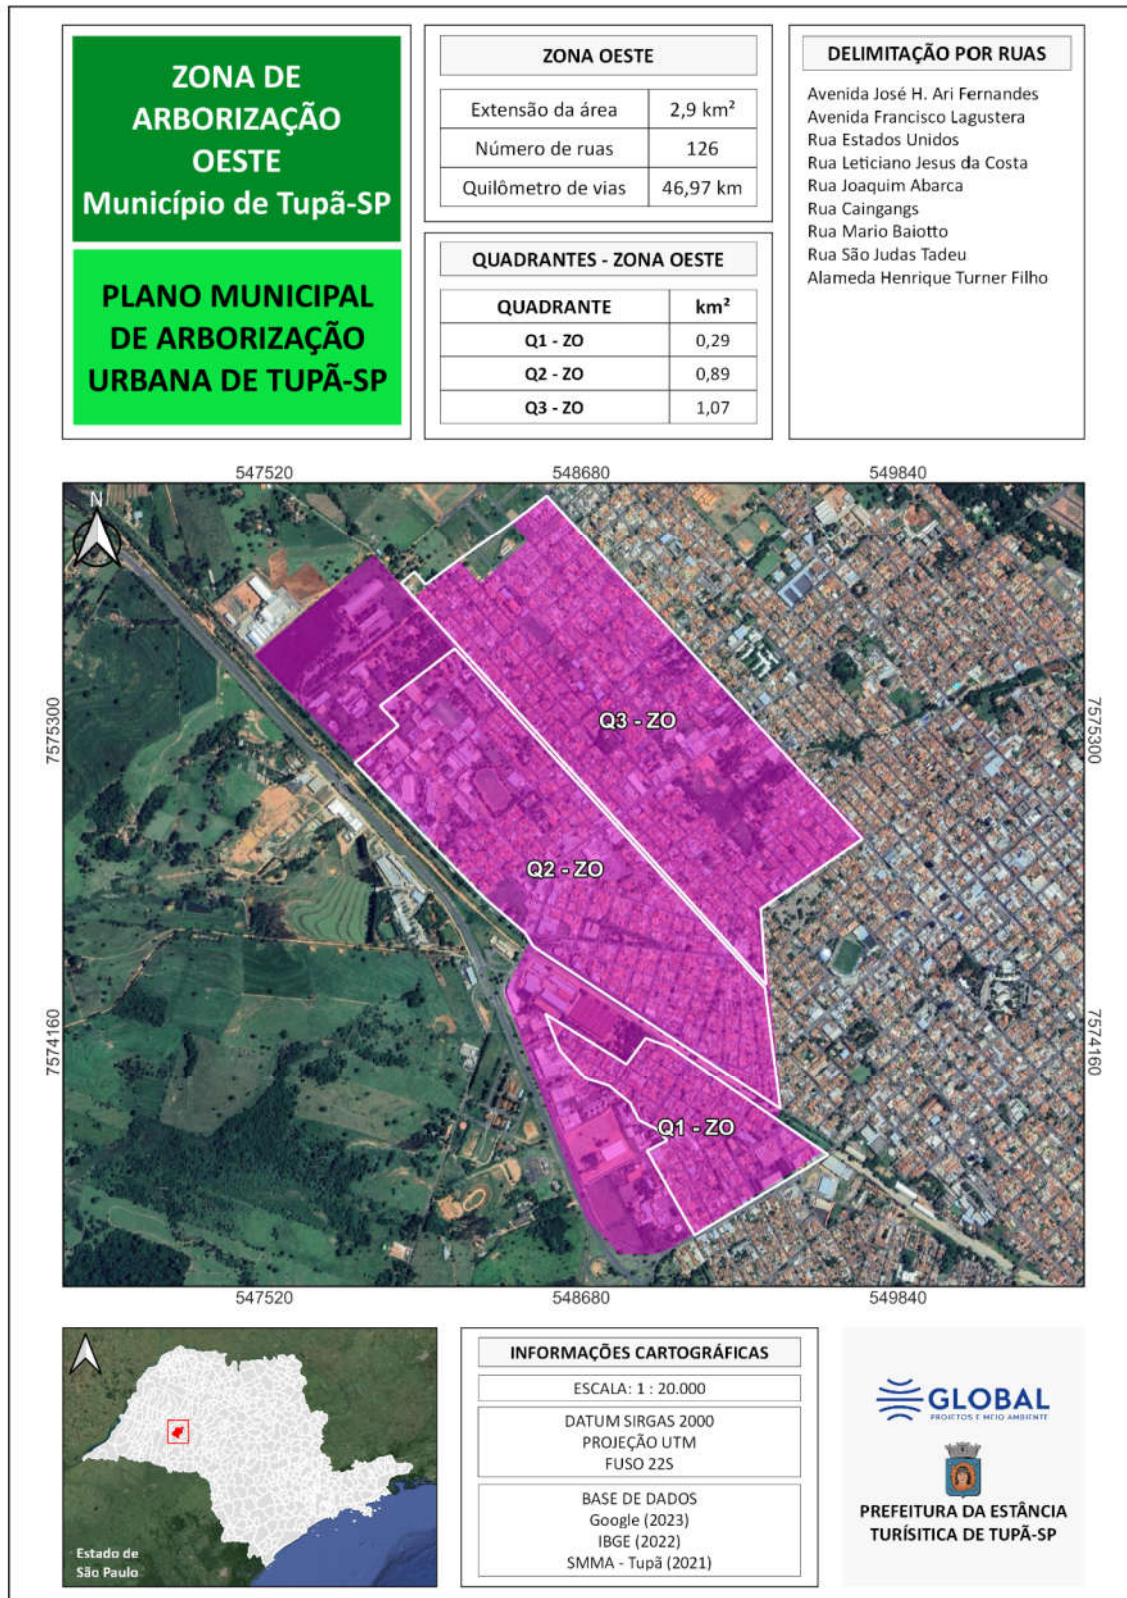 ZONA DE
ARBORIZAÇÃO
OESTE
Município de Tupã-SP
PLANO MUNICIPAL
DE ARBORIZAÇÃO
URBANA DE TUPÃ-SP
ZONA OESTE
Extensão da área 2,9 km²
Número de ruas 126
Quilômetro de vias 46,97 km
QUADRANTES - ZONA OESTE
QUADRANTE km²
Q1 - ZO 0,29
Q2 - ZO 0,89
Q3 - ZO 1,07
DELIMITAÇÃO POR RUAS
Avenida José H. Ari Fernandes
Avenida Francisco Lagustera
Rua Estados Unidos
Rua Leticiano Jesus da Costa
Rua Joaquim Abarca
Rua Caingangs
Rua Mario Baiotto
Rua São Judas Tadeu
Alameda Henrique Turner Filho
547520 548680 549840
N
7575300
7575300
Q3 - ZO
Q2 - ZO
7574160
7574160
Q1 - ZO
547520 548680 549840
Estado de
São Paulo
INFORMAÇÕES CARTOGRÁFICAS
ESCALA: 1 : 20.000
DATUM SIRGAS 2000
PROJEÇÃO UTM
FUSO 22S
BASE DE DADOS
Google (2023)
IBGE (2022)
SMMA - Tupã (2021)
GLOBAL
PROJETOS E MEIO AMBIENTE
PREFEITURA DA ESTÂNCIA
TURÍSITICA DE TUPÃ-SP